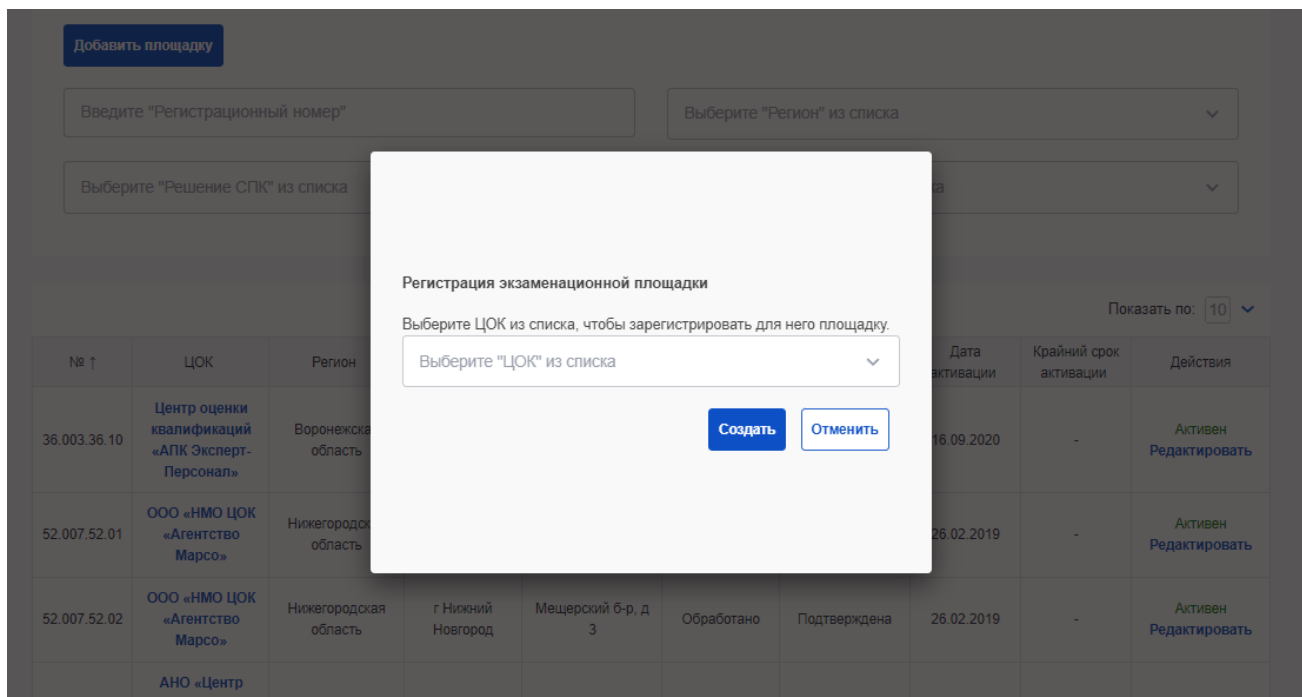 Добавить площадку
Введите "Регистрационный номер"
Выберите "Регион" из списка
Выберите "Решение СПК" из списка
Регистрация экзаменационной площадки
Выберите ЦОК из списка, чтобы зарегистрировать для него площадку.
Выберите "ЦОК" из списка
Создать
Отменить
Показать по: 10
№ ↑
ЦОК
Регион
Дата
активации
Крайний срок
активации
Действия
36.003.36.10
Центр оценки
квалификаций
«АПК Эксперт-
Персонал»
область
16.09.2020
-
Активен
Редактировать
52.007.52.01
ООО «НМО ЦОК
«Агентство
Марсо»
область
26.02.2019
-
Активен
Редактировать
52.007.52.02
ООО «НМО ЦОК
«Агентство
Марсо»
Нижегородская
область
г Нижний
Новгород
Мещерский б-р, д
3
Обработано
Подтверждена
26.02.2019
-
Активен
Редактировать
АНО «Центр